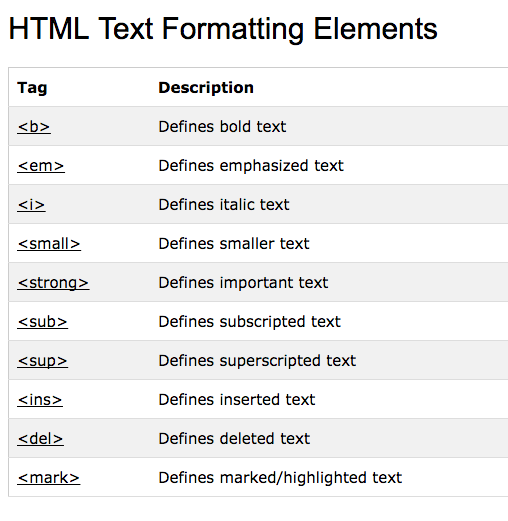 HTML Text Formatting Elements
Tag Description
<b> Defines bold text
<em> Defines emphasized text
<i> Defines italic text
<small> Defines smaller text
<strong> Defines important text
<sub> Defines subscripted text
<sup> Defines superscripted text
<ins> Defines inserted text
<del> Defines deleted text
<mark> Defines marked/highlighted text